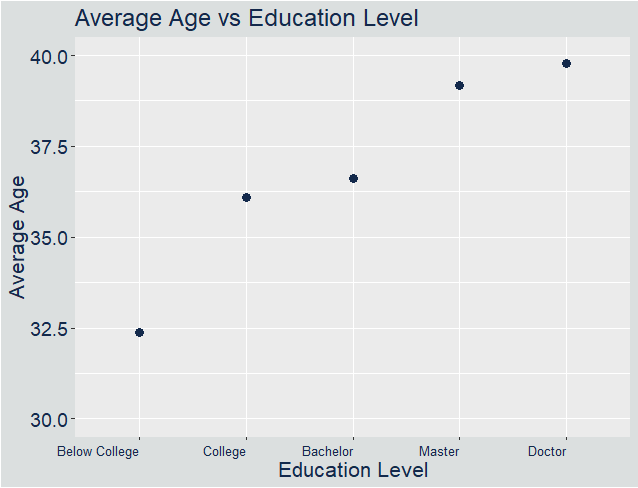 Average Age vs Education Level
40.0
37.5
35.0
32.5
30.0
Average Age
Below College College Bachelor Master Doctor
Education Level